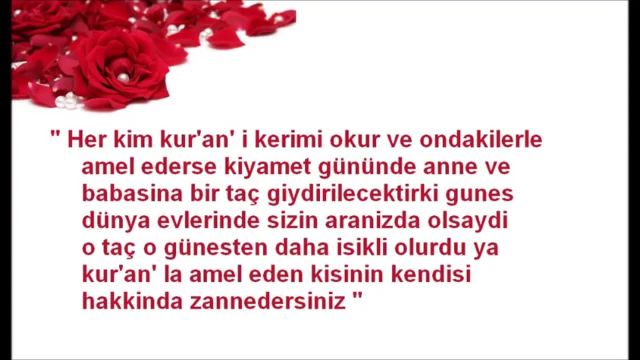 " Her kim kur'an' i kerimi okur ve ondakilerle
amel ederse kiyamet gününde anne ve
babasina bir taç giydirilecektirki gunes
dünya evlerinde sizin aranizda olsaydi
o taç o günesten daha isikli olurdu ya
kur'an' la amel eden kisinin kendisi
hakkinda zannedersiniz "